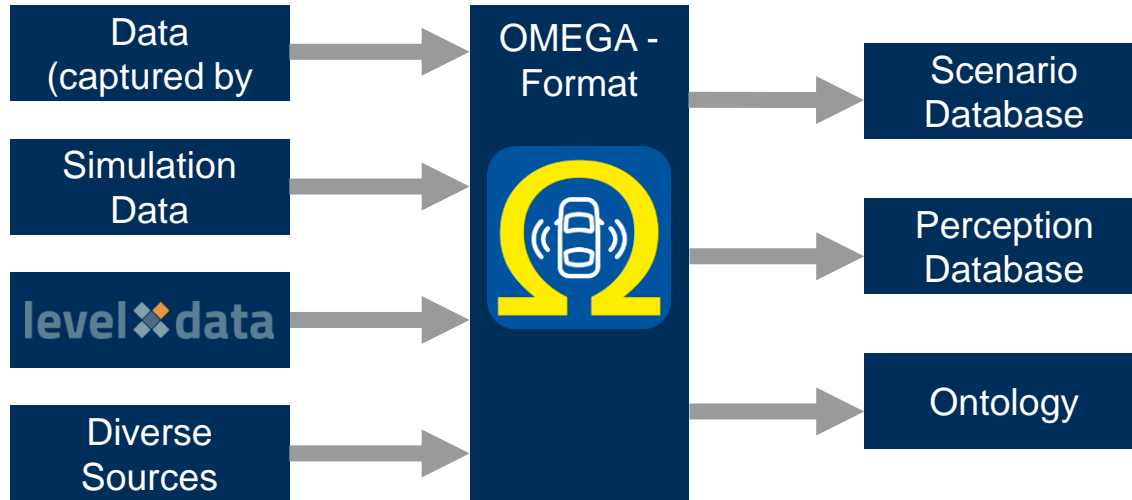 Data
(captured by
Simulation
Data
level data
Diverse
Sources
OMEGA -
Format
Ω
Scenario
Database
Perception
Database
Ontology